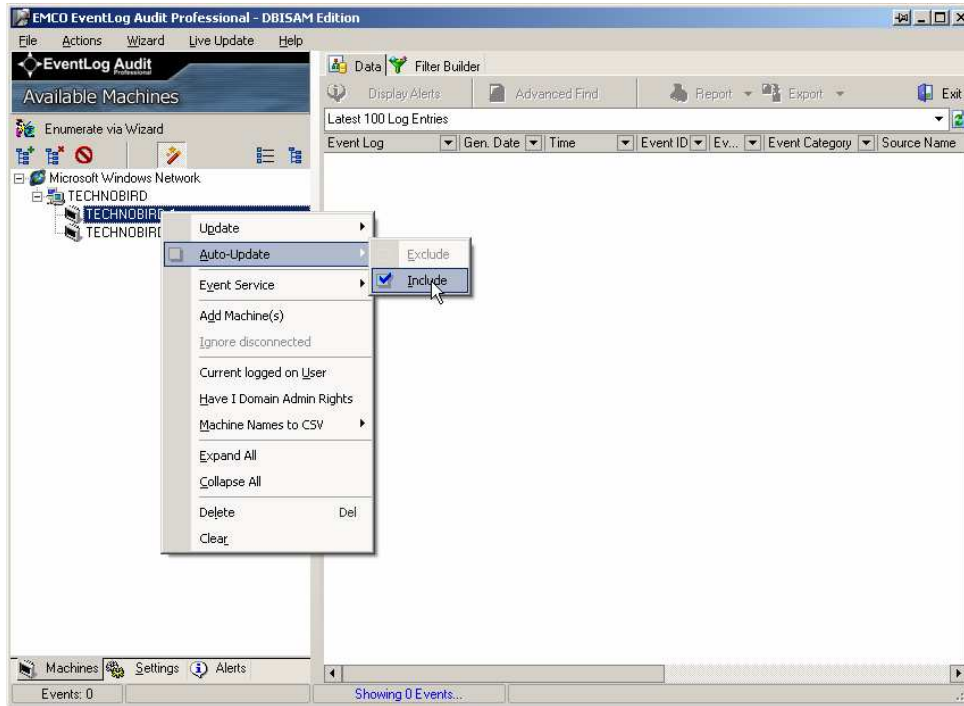 EMCO EventLog Audit Professional - DBISAM Edition
File Actions Wizard Live Update Help
EventLog Audit
Professional
Available Machines
Enumerate via Wizard
Microsoft Windows Network
TECHNOBIRD
TECHNOBIRD
TECHNOBIRD
Update
Auto-Update
Event Service
Add Machine(s)
Ignore disconnected
Current logged on User
Have I Domain Admin Rights
Machine Names to CSV
Expand All
Collapse All
Delete Del
Clear
Exclude
Include
Data Filter Builder
Display Alerts Advanced Find Report Export Exit
Latest 100 Log Entries
Event Log Gen. Date Time Event ID Ev... Event Category Source Name
Machines Settings Alerts
Events: 0 Showing 0 Events...